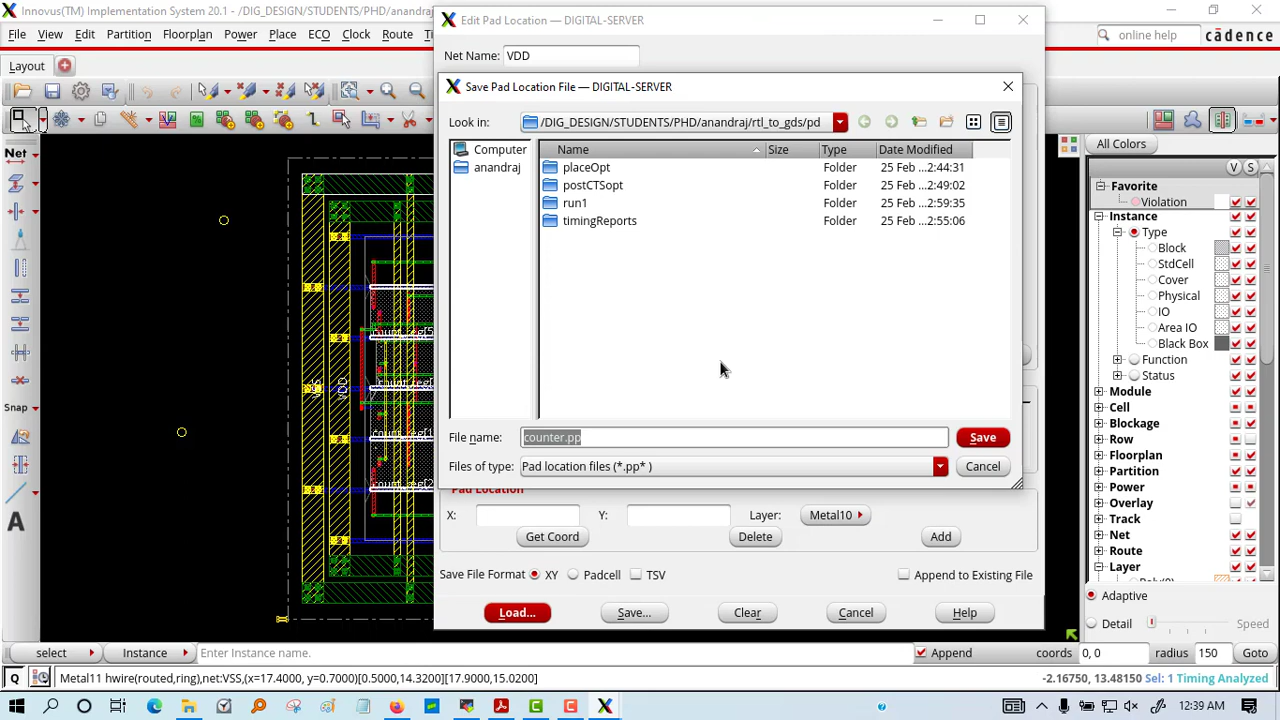 Innovus(TM) Implementation System 20.1 - /DIG_DESIGN/STUDENTS/PHD/anandraj
Edit Pad Location — DIGITAL-SERVER
File View Edit Partition Floorplan Power Place ECO Clock Route
online help
cādence
Layout
Net Name: VDD
Save Pad Location File — DIGITAL-SERVER
Look in: /DIG_DESIGN/STUDENTS/PHD/anandraj/rtl_to_gds/pd
Computer
anandraj
Name Size Type Date Modified
placeOpt Folder 25 Feb ...2:44:31
postCTSopt Folder 25 Feb ...2:49:02
run1 Folder 25 Feb ...2:59:35
timingReports Folder 25 Feb ...2:55:06
File name: counter.pp Save
Files of type: Pad location files (*.pp* ) Cancel
Pad Location
X: Y: Layer: Metal10
Get Coord Delete Add
Save File Format XY Padcell TSV Append to Existing File
Load... Save... Clear Cancel Help
Net
Snap
A
VSS
VDD
All Colors
V S
Favorite
Violation
Instance
Type
Block
StdCell
Cover
Physical
IO
Area IO
Black Box
Function
Status
Module
Cell
Blockage
Row
Floorplan
Partition
Power
Overlay
Track
Net
Route
Layer
Adaptive
Detail Speed
select Instance Enter Instance name. Append coords 0, 0 radius 150 Goto
Q Metal11 hwire(routed,ring),net:VSS,(x=17.4000, y=0.7000)[0.5000,14.3200][17.9000,15.0200] -2.16750, 13.48150 Sel: 1 Timing Analyzed
12:39 AM